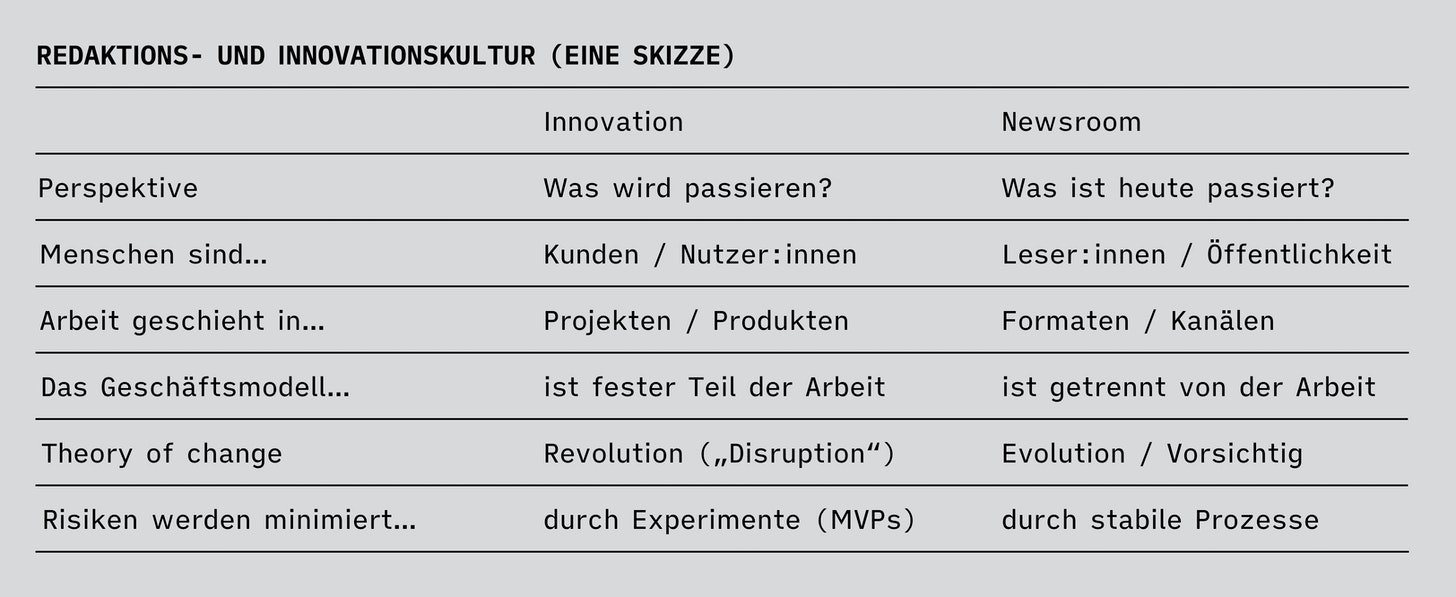 REDAKTIONS- UND INNOVATIONSKULTUR (EINE SKIZZE)
Innovation Newsroom
Perspektive Was wird passieren? Was ist heute passiert?
Menschen sind… Kunden / Nutzer:innen Leser:innen / Öffentlichkeit
Arbeit geschieht in… Projekten / Produkten Formaten / Kanälen
Das Geschäftsmodell… ist fester Teil der Arbeit ist getrennt von der Arbeit
Theory of change Revolution („Disruption“) Evolution / Vorsichtig
Risiken werden minimiert… durch Experimente (MVPs) durch stabile Prozesse